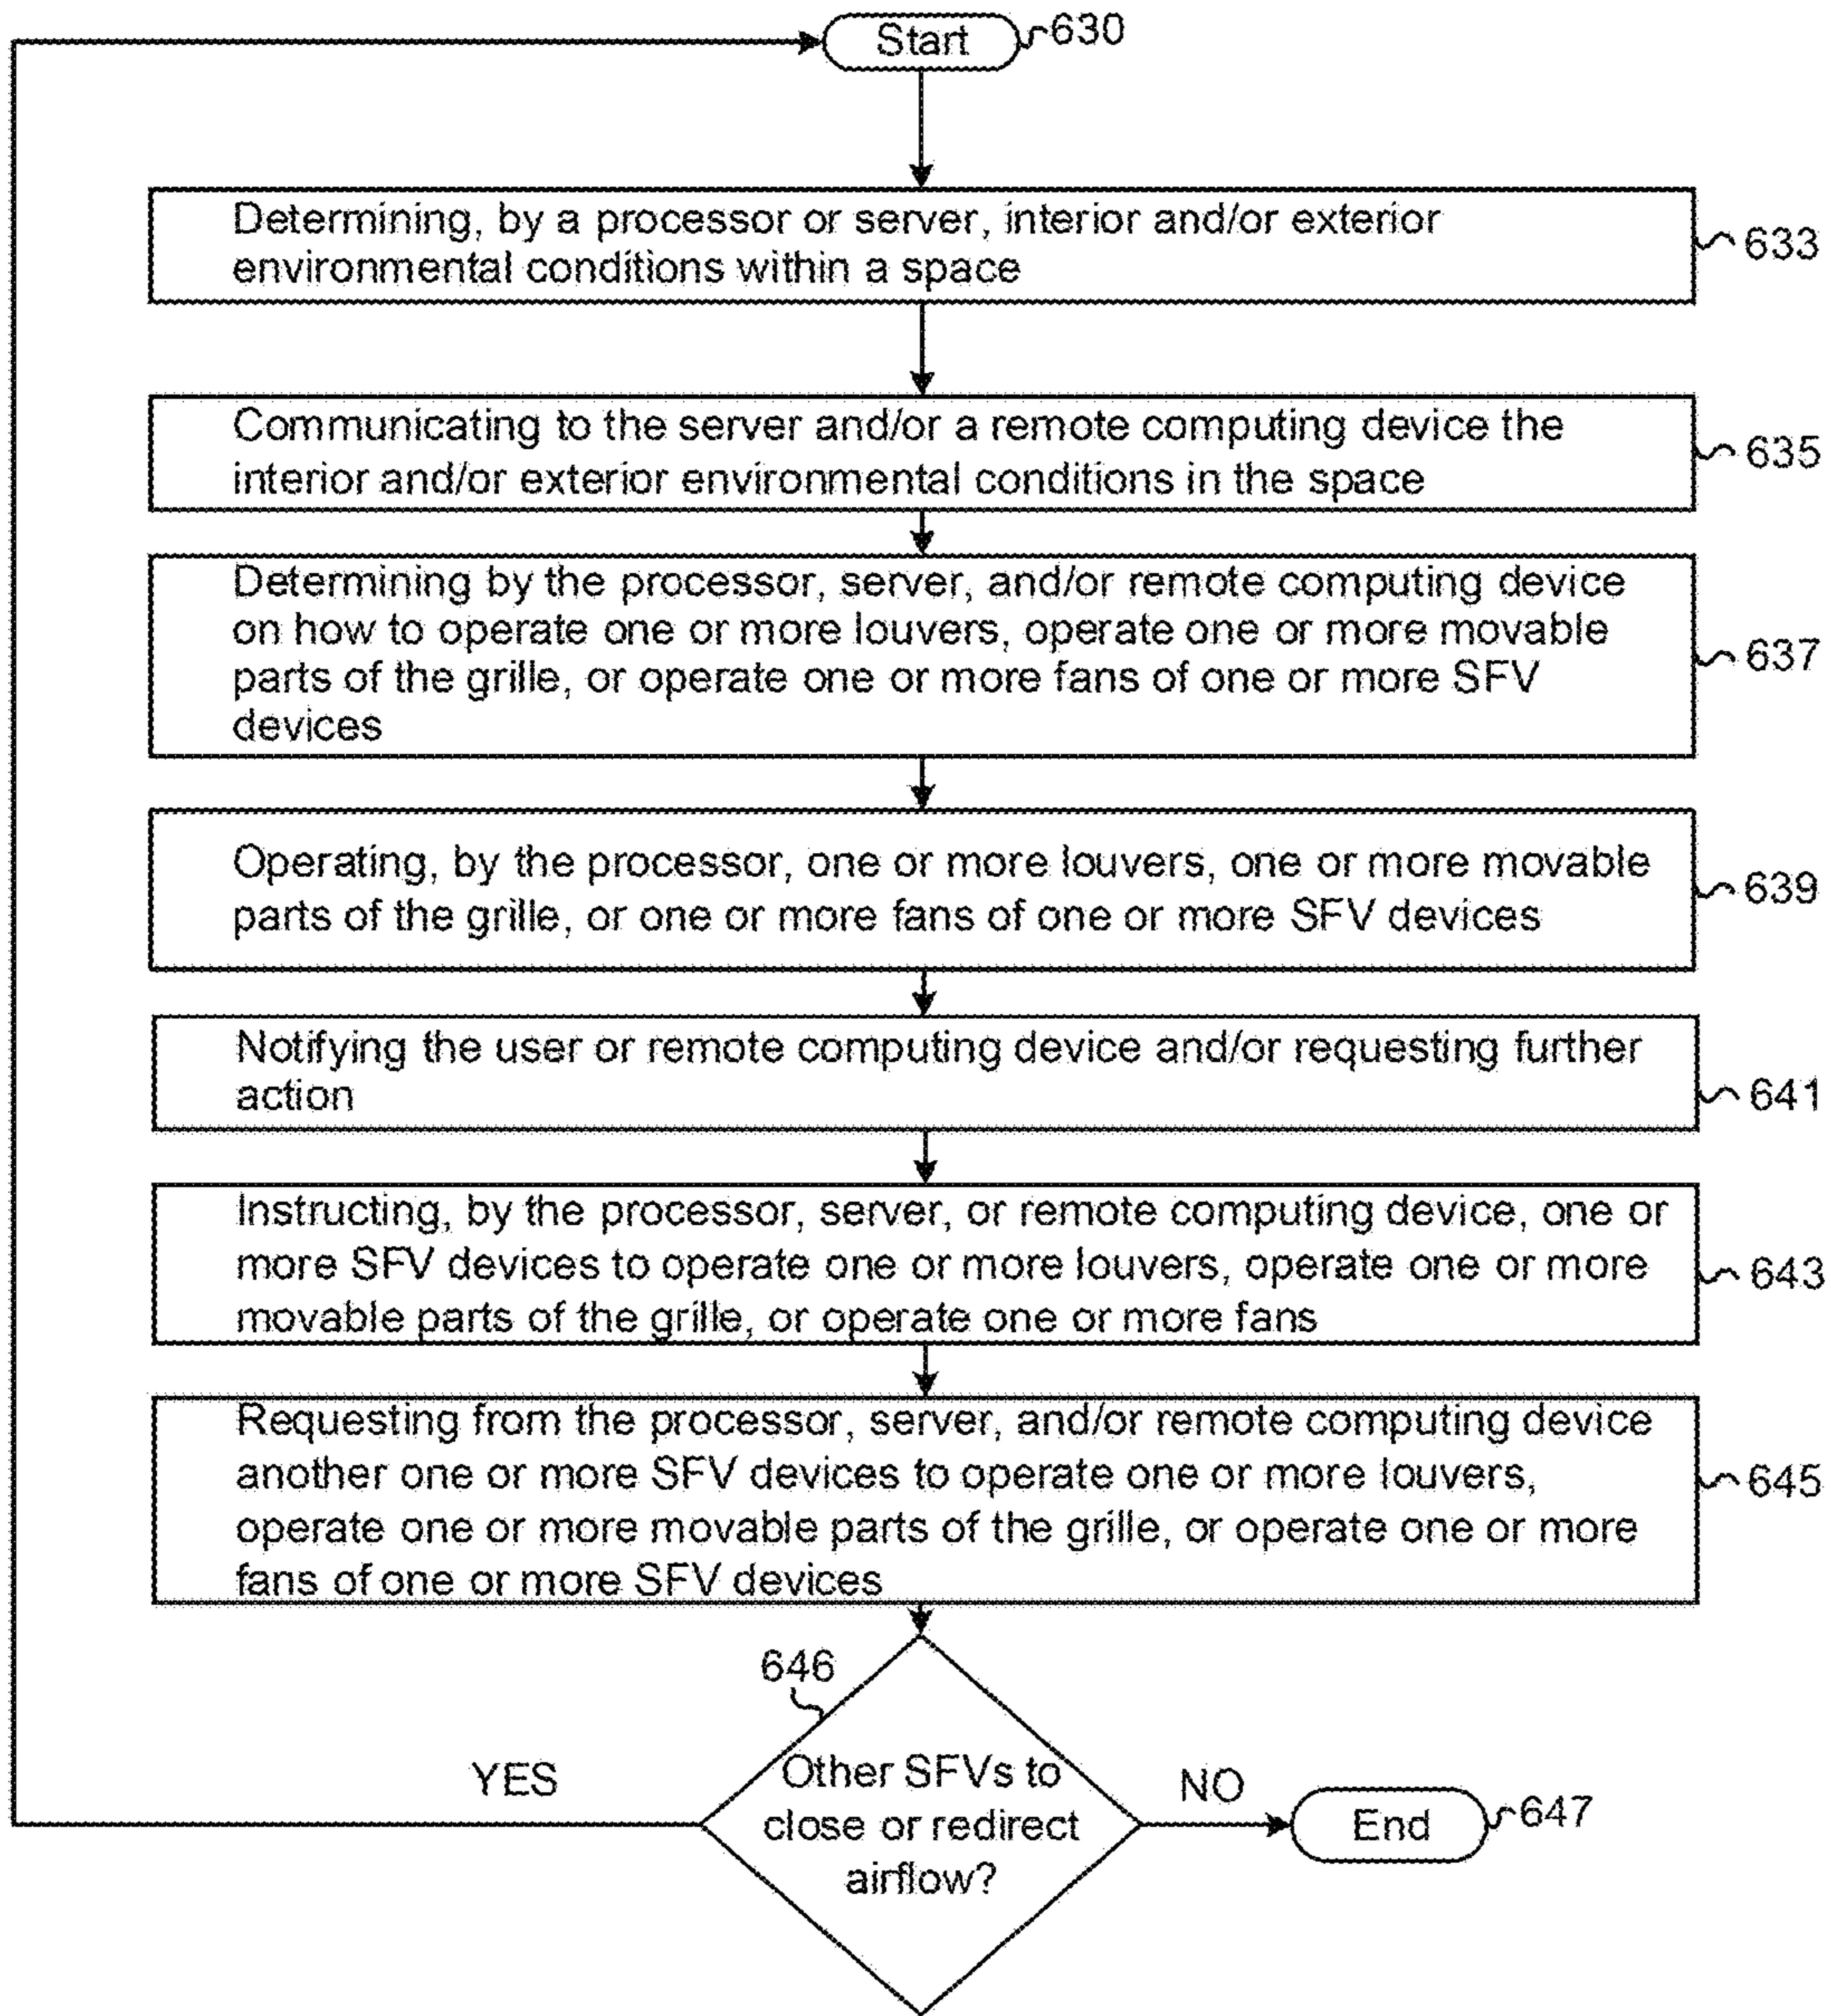 Start
630
Determining, by a processor or server, interior and/or exterior
environmental conditions within a space
633
Communicating to the server and/or a remote computing device the
interior and/or exterior environmental conditions in the space
635
Determining by the processor, server, and/or remote computing device
on how to operate one or more louvers, operate one or more movable
parts of the grille, or operate one or more fans of one or more SFV
devices
637
Operating, by the processor, one or more louvers, one or more movable
parts of the grille, or one or more fans of one or more SFV devices
639
Notifying the user or remote computing device and/or requesting further
action
641
Instructing, by the processor, server, or remote computing device, one or
more SFV devices to operate one or more louvers, operate one or more
movable parts of the grille, or operate one or more fans
643
Requesting from the processor, server, and/or remote computing device
another one or more SFV devices to operate one or more louvers,
operate one or more movable parts of the grille, or operate one or more
fans of one or more SFV devices
645
646
Other SFVs to
close or redirect
airflow?
YES
NO
End
647